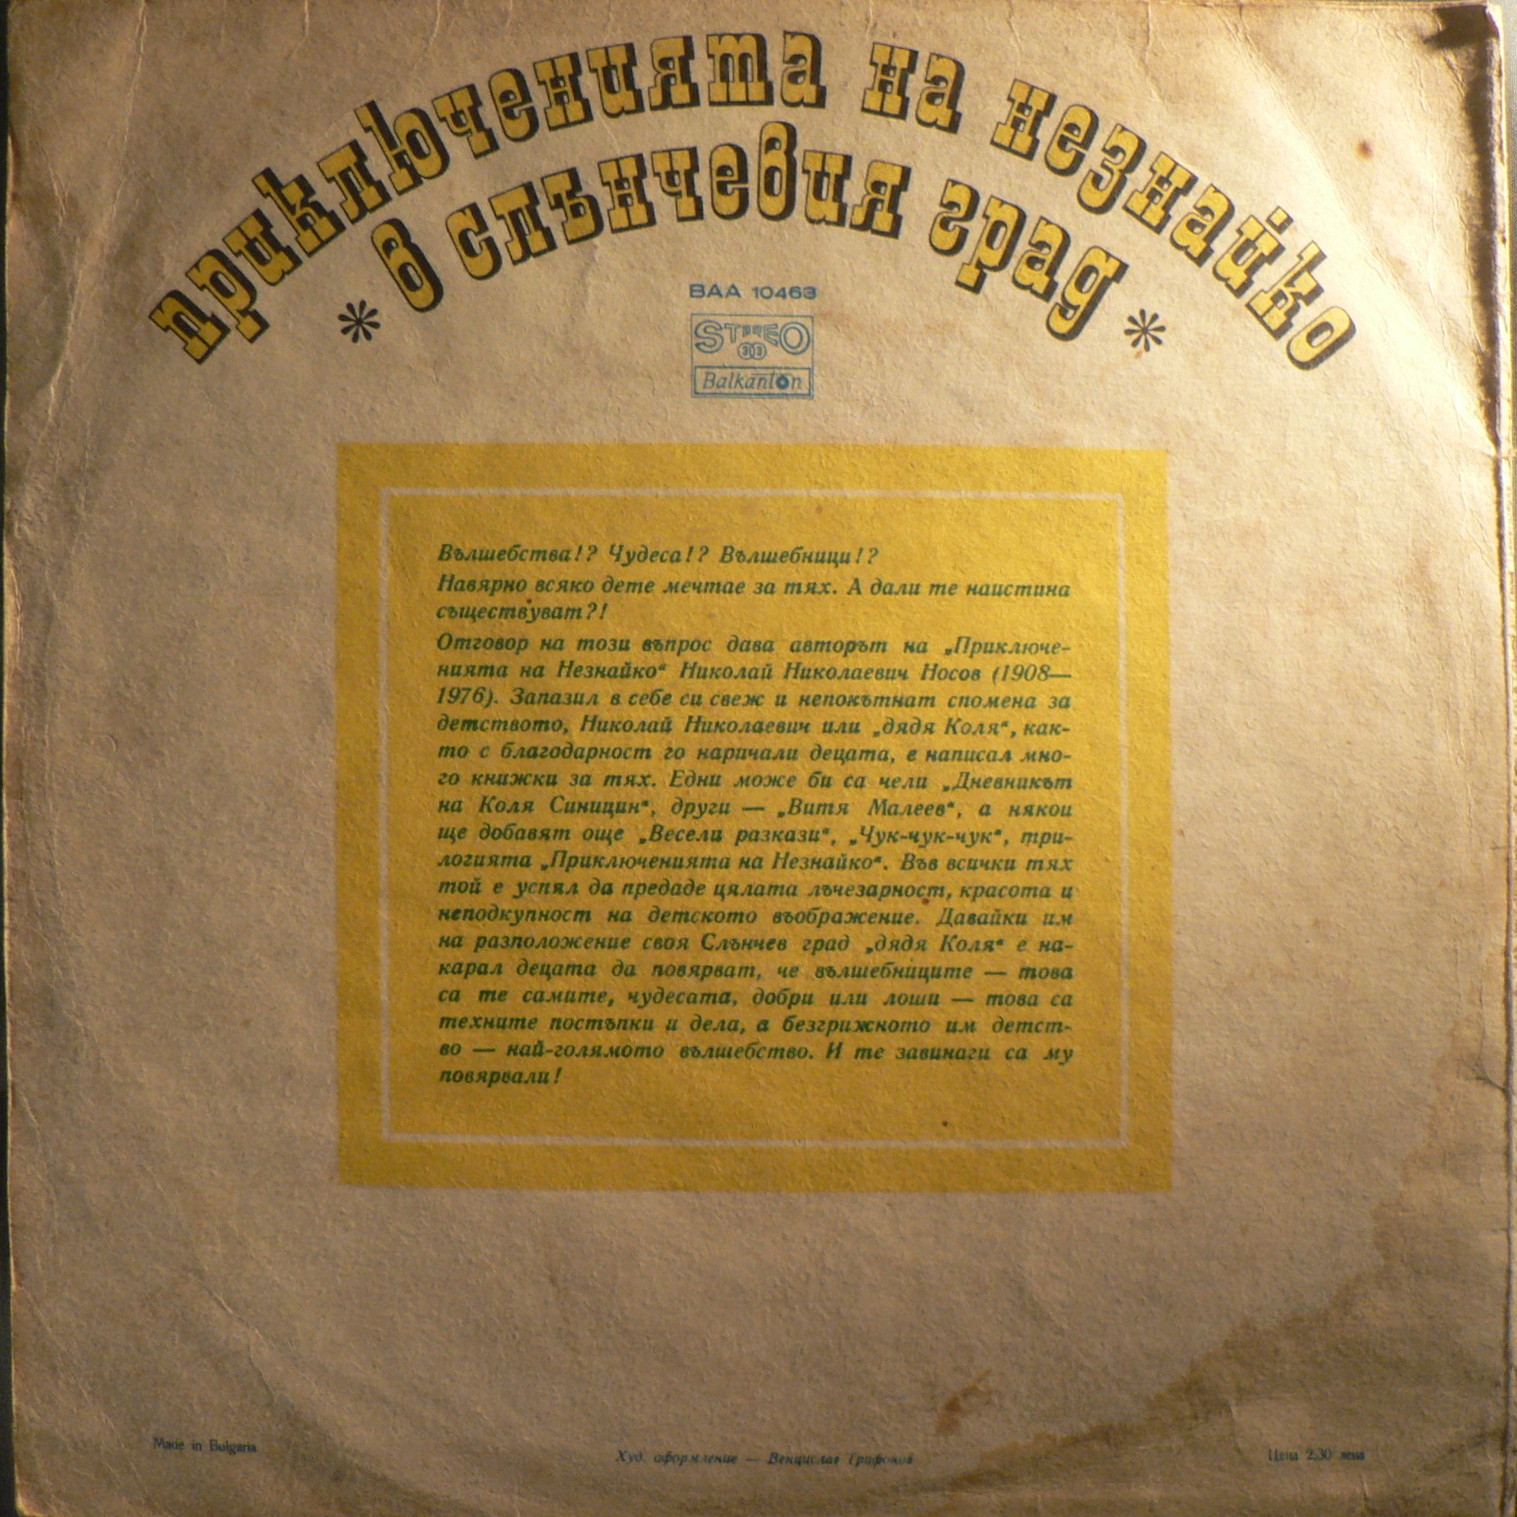 приключенията на незнайко
* в слънчевия град *
ВАА 10463
STEREO
33
Balkanton
Вълшебства!? Чудеса!? Вълшебници!?
Навярно всяко дете мечтае за тях. А дали те наистина
съществуват?!
Отговор на този въпрос дава авторът на „Приключе-
нията на Незнайко“ Николай Николаевич Носов (1908—
1976). Запазил в себе си свеж и непокътнат спомена за
детството, Николай Николаевич или „дядя Коля“, как-
то с благодарност го наричали децата, е написал мно-
го книжки за тях. Едни може би са чели „Дневникът
на Коля Синицин“, други — „Витя Малеев“, а някои
ще добавят още „Весели разкази“, „Чук-чук-чук“, три-
логията „Приключенията на Незнайко“. Във всички тях
той е успял да предаде цялата лъчезарност, красота и
неподкупност на детското въображение. Давайки им
на разположение своя Слънчев град „дядя Коля“ е на-
карал децата да повярват, че вълшебниците — това
са те самите, чудесата, добри или лоши — това са
техните постъпки и дела, а безгрижното им детст-
во — най-голямото вълшебство. И те завинаги са му
повярвали!
Made in Bulgaria
Худ. оформление — Венцислав Грифонов
Цена 2,30 лева